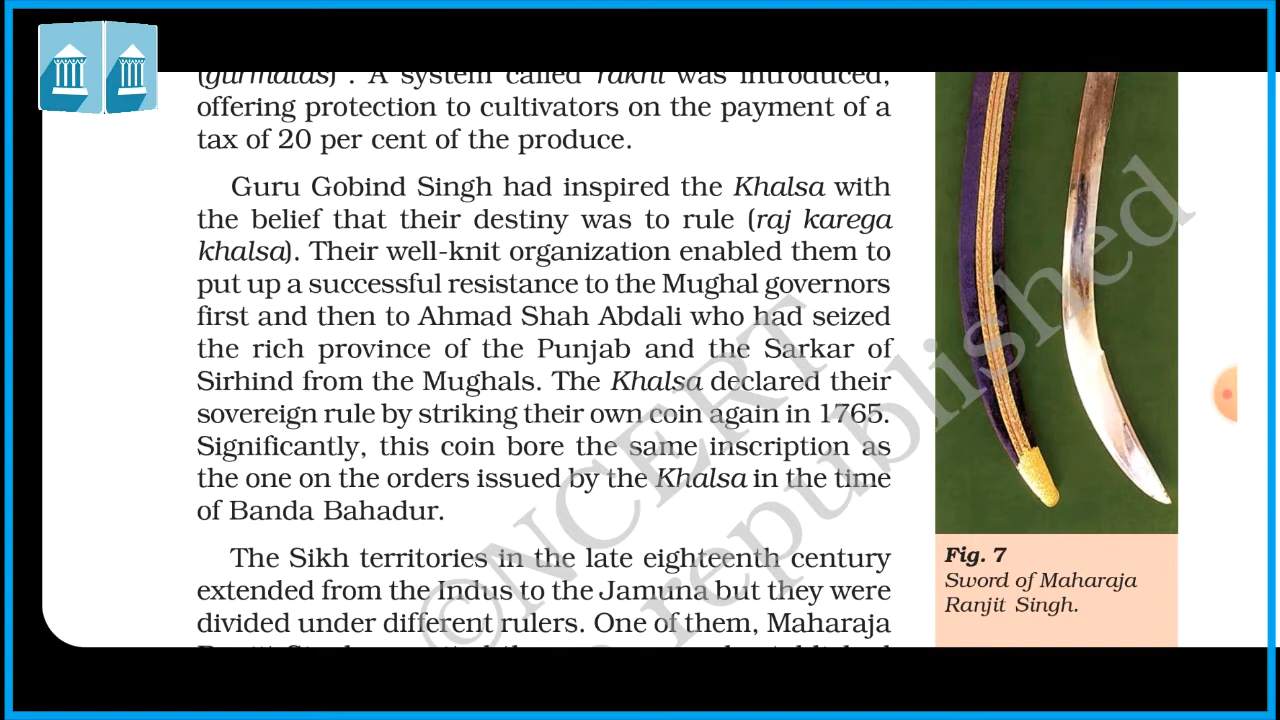 (gurmatas)". A system called rakhi was introduced,
offering protection to cultivators on the payment of a
tax of 20 per cent of the produce.
Guru Gobind Singh had inspired the Khalsa with
the belief that their destiny was to rule (raj karega
khalsa). Their well-knit organization enabled them to
put up a successful resistance to the Mughal governors
first and then to Ahmad Shah Abdali who had seized
the rich province of the Punjab and the Sarkar of
Sirhind from the Mughals. The Khalsa declared their
sovereign rule by striking their own coin again in 1765.
Significantly, this coin bore the same inscription as
the one on the orders issued by the Khalsa in the time
of Banda Bahadur.
The Sikh territories in the late eighteenth century
extended from the Indus to the Jamuna but they were
divided under different rulers. One of them, Maharaja
Fig. 7
Sword of Maharaja
Ranjit Singh.
©NCERT
republished